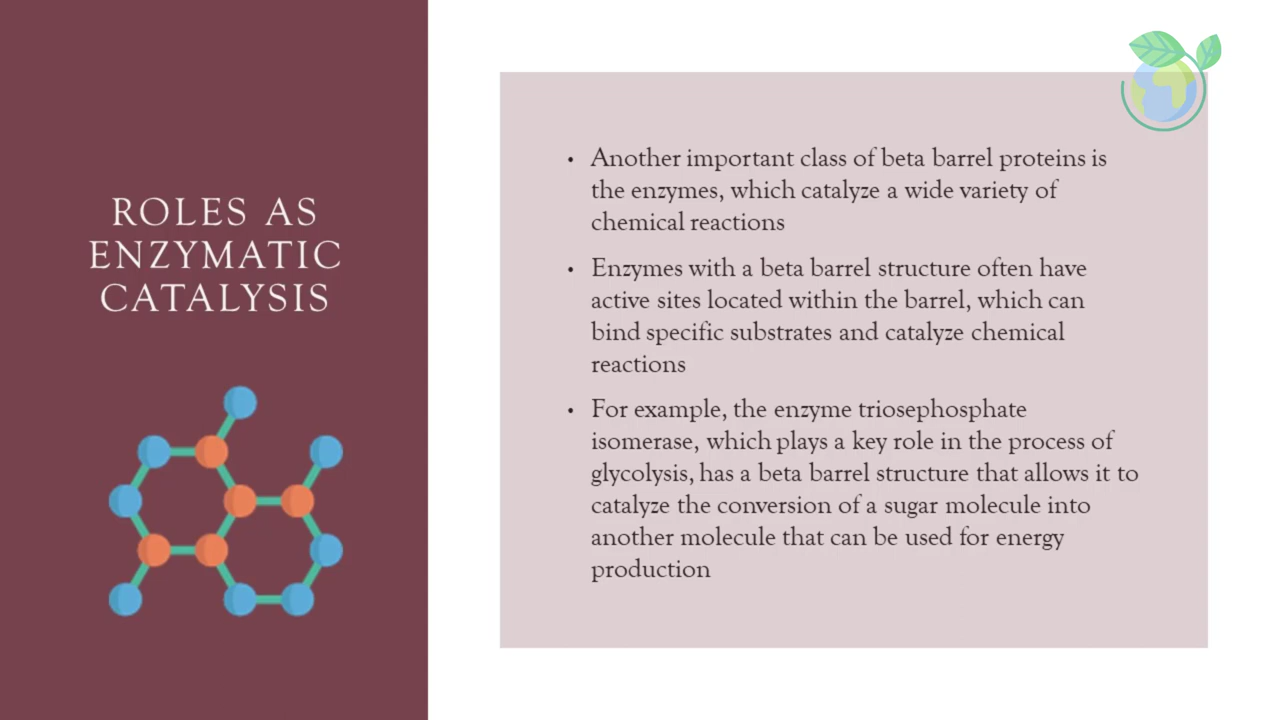 ROLES AS
ENZYMATIC
CATALYSIS
• Another important class of beta barrel proteins is
the enzymes, which catalyze a wide variety of
chemical reactions
• Enzymes with a beta barrel structure often have
active sites located within the barrel, which can
bind specific substrates and catalyze chemical
reactions
• For example, the enzyme triosephosphate
isomerase, which plays a key role in the process of
glycolysis, has a beta barrel structure that allows it to
catalyze the conversion of a sugar molecule into
another molecule that can be used for energy
production